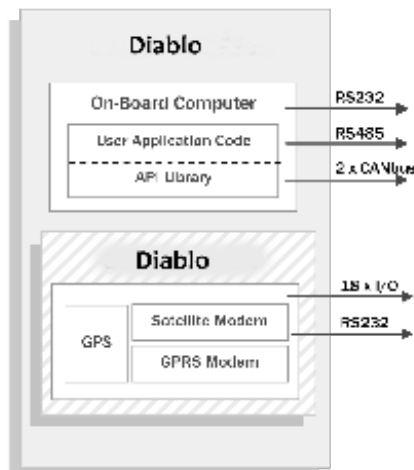 Diablo
On-Board Computer
RS232
User Application Code
RS485
API Library
2 x CANbus
Diablo
18 x I/O
Satellite Modem
RS232
GPS
GPRS Modem